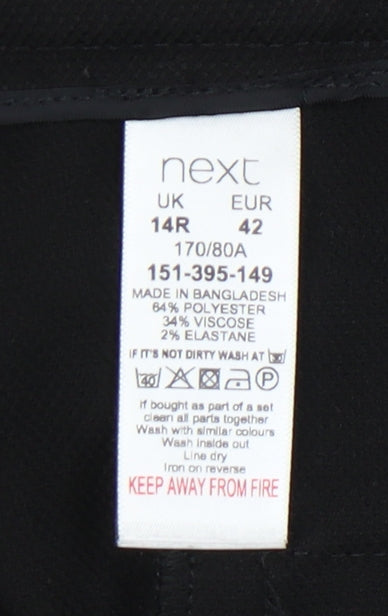 next
UK EUR
14R 42
170/80A
151-395-149
MADE IN BANGLADESH
64% POLYESTER
34% VISCOSE
2% ELASTANE
IF IT'S NOT DIRTY WASH AT 30
40 P
If bought as part of a set
clean all parts together
Wash with similar colours
Wash inside out
Line dry
Iron on reverse
KEEP AWAY FROM FIRE